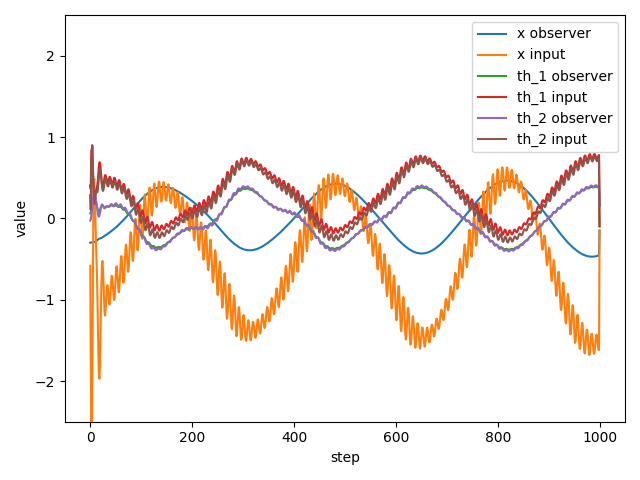 x observer
x input
th_1 observer
th_1 input
th_2 observer
th_2 input
2
1
0
−1
−2
value
0 200 400 600 800 1000
step